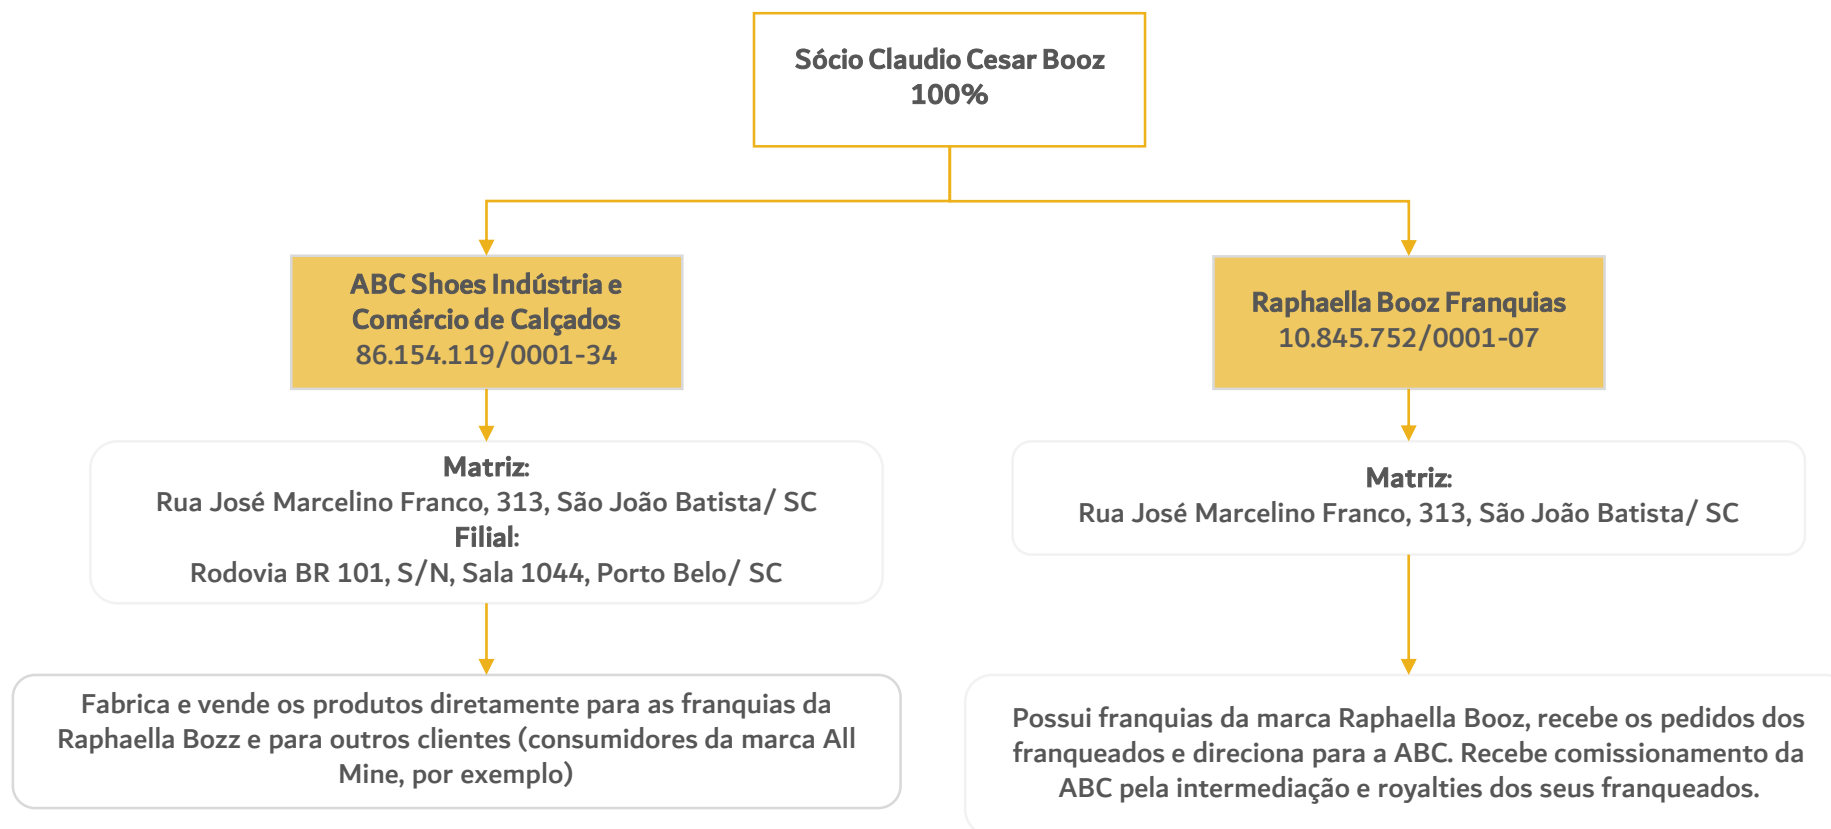 Sócio Claudio Cesar Booz
100%
ABC Shoes Indústria e
Comércio de Calçados
86.154.119/0001-34
Raphaella Booz Franquias
10.845.752/0001-07
Matriz:
Rua José Marcelino Franco, 313, São João Batista/ SC
Filial:
Rodovia BR 101, S/N, Sala 1044, Porto Belo/ SC
Matriz:
Rua José Marcelino Franco, 313, São João Batista/ SC
Fabrica e vende os produtos diretamente para as franquias da
Raphaella Bozz e para outros clientes (consumidores da marca All
Mine, por exemplo)
Possui franquias da marca Raphaella Booz, recebe os pedidos dos
franqueados e direciona para a ABC. Recebe comissionamento da
ABC pela intermediação e royalties dos seus franqueados.